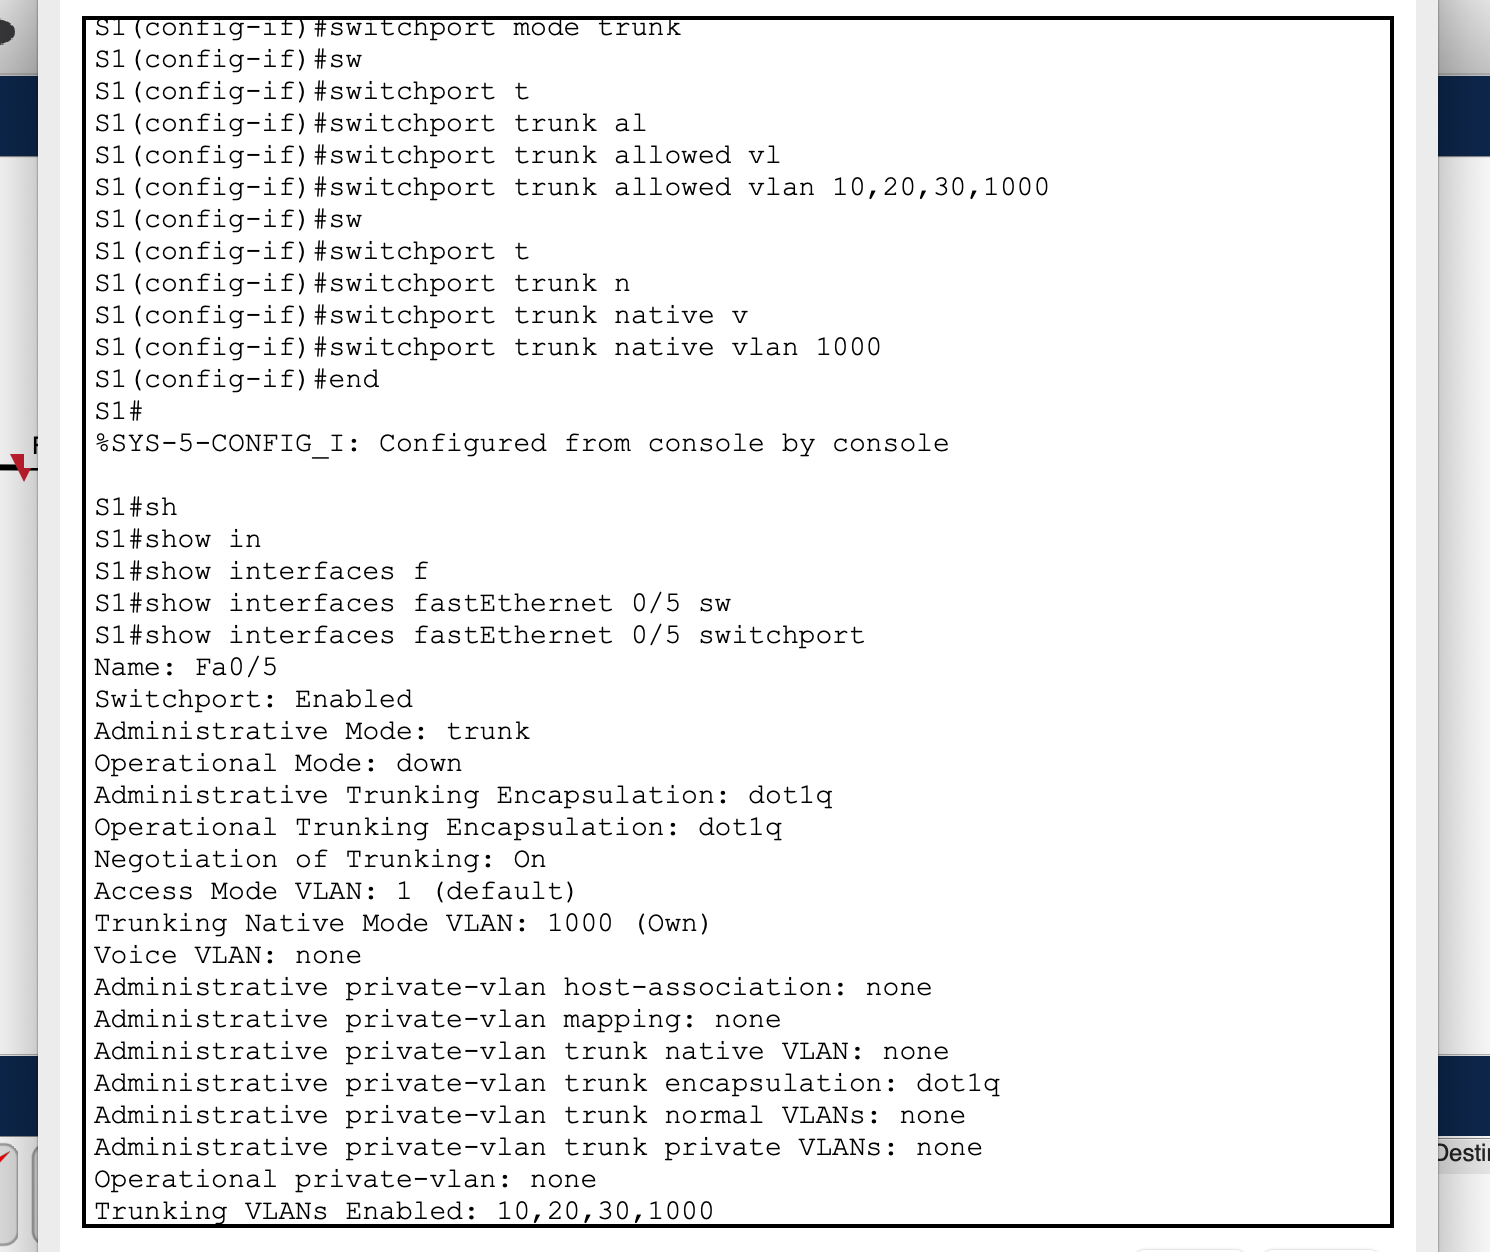 S1(config-if)#switchport mode trunk
S1(config-if)#sw
S1(config-if)#switchport t
S1(config-if)#switchport trunk al
S1(config-if)#switchport trunk allowed vl
S1(config-if)#switchport trunk allowed vlan 10,20,30,1000
S1(config-if)#sw
S1(config-if)#switchport t
S1(config-if)#switchport trunk n
S1(config-if)#switchport trunk native v
S1(config-if)#switchport trunk native vlan 1000
S1(config-if)#end
S1#
%SYS-5-CONFIG_I: Configured from console by console
S1#sh
S1#show in
S1#show interfaces f
S1#show interfaces fastEthernet 0/5 sw
S1#show interfaces fastEthernet 0/5 switchport
Name: Fa0/5
Switchport: Enabled
Administrative Mode: trunk
Operational Mode: down
Administrative Trunking Encapsulation: dot1q
Operational Trunking Encapsulation: dot1q
Negotiation of Trunking: On
Access Mode VLAN: 1 (default)
Trunking Native Mode VLAN: 1000 (Own)
Voice VLAN: none
Administrative private-vlan host-association: none
Administrative private-vlan mapping: none
Administrative private-vlan trunk native VLAN: none
Administrative private-vlan trunk encapsulation: dot1q
Administrative private-vlan trunk normal VLANs: none
Administrative private-vlan trunk private VLANs: none
Operational private-vlan: none
Trunking VLANs Enabled: 10,20,30,1000